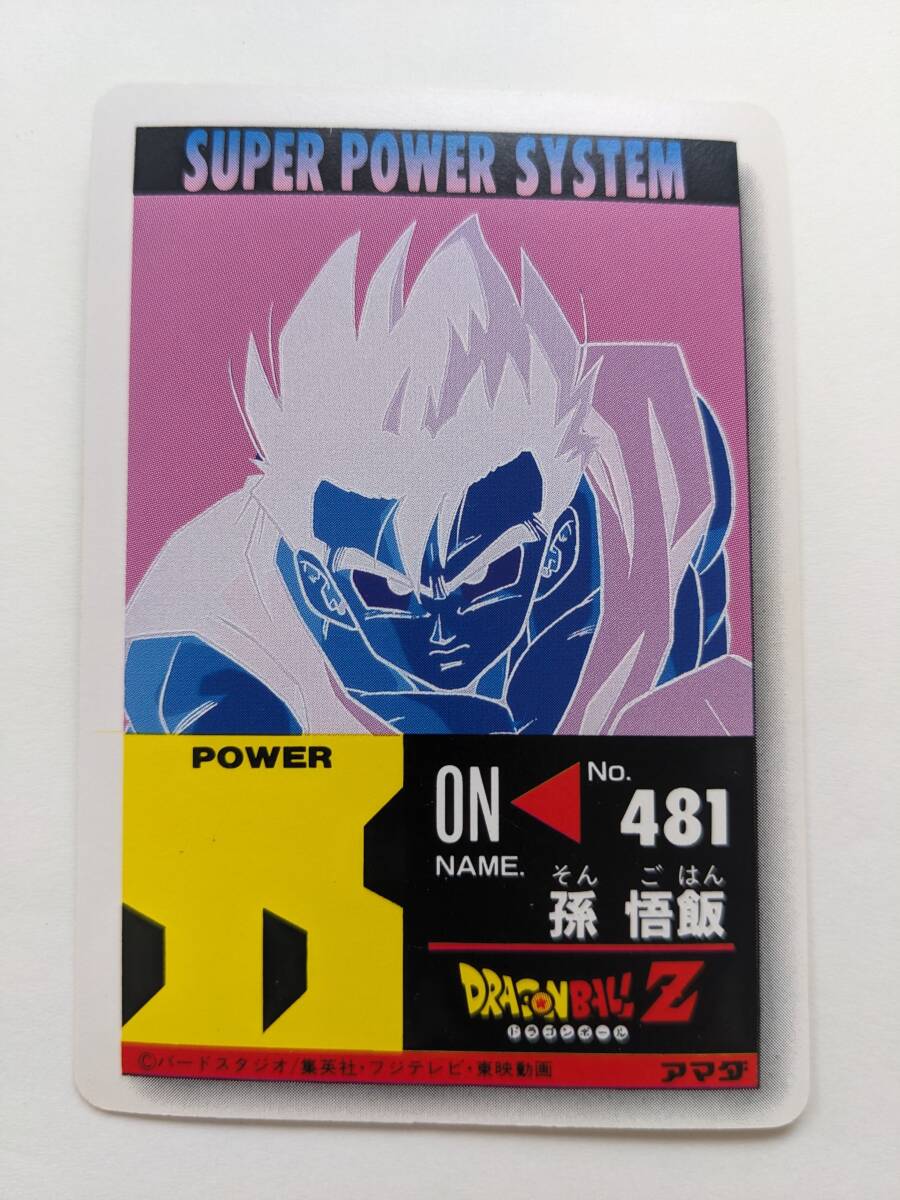 SUPER POWER SYSTEM
POWER
ON
No.
481
NAME.
そん ご はん
孫 悟飯
DRAGON BALL Z
ドラゴンボール
©バードスタジオ/集英社・フジテレビ・東映動画
アマダ